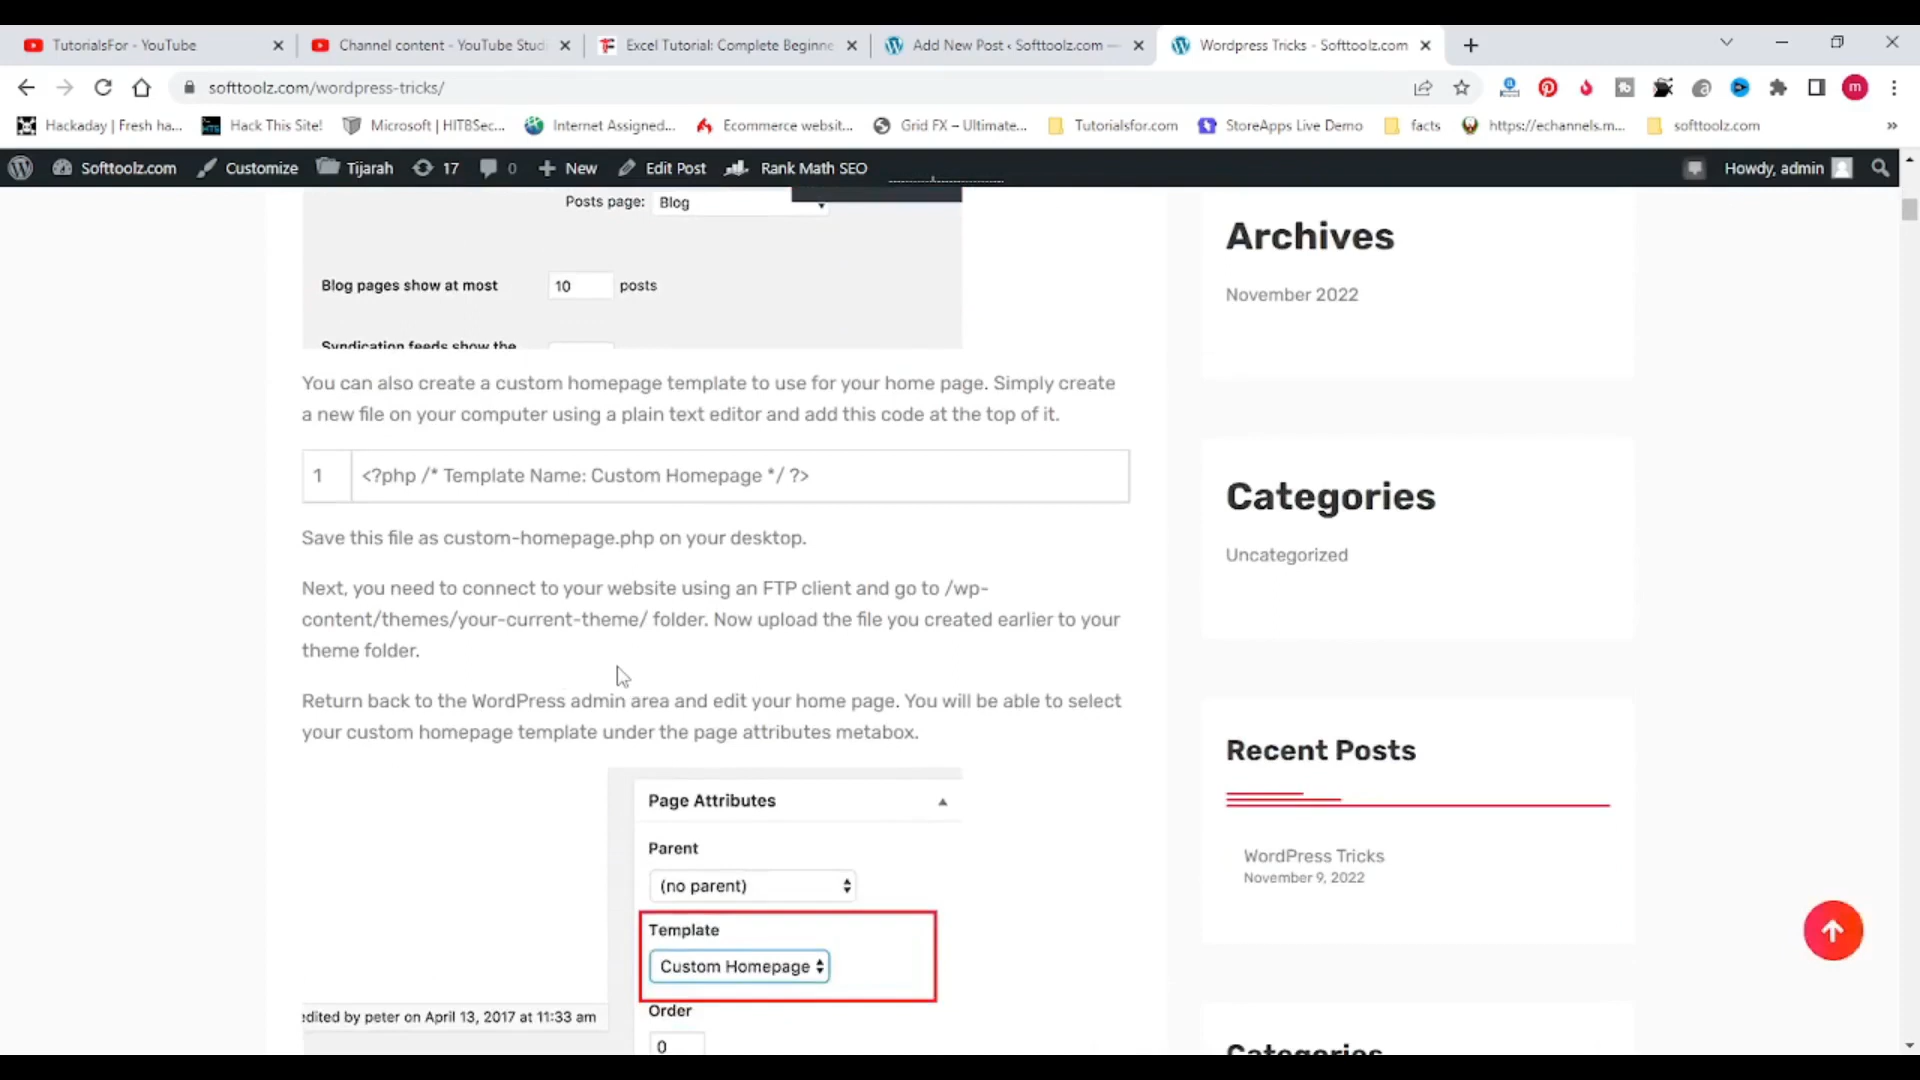 TutorialsFor - YouTube
Channel content - YouTube Studi
Excel Tutorial: Complete Beginne
Add New Post ‹ Softtoolz.com —
Wordpress Tricks - Softtoolz.com
softtoolz.com/wordpress-tricks/
Hackaday | Fresh ha...
Hack This Site!
Microsoft | HITBSec...
Internet Assigned...
Ecommerce websit...
Grid FX – Ultimate...
Tutorialsfor.com
StoreApps Live Demo
facts
https://echannels.m...
softtoolz.com
»
Softtoolz.com
Customize
Tijarah
17
0
New
Edit Post
Rank Math SEO
Howdy, admin
Posts page: Blog
Blog pages show at most 10 posts
Syndication feeds show the
You can also create a custom homepage template to use for your home page. Simply create
a new file on your computer using a plain text editor and add this code at the top of it.
1 <?php /* Template Name: Custom Homepage */ ?>
Save this file as custom-homepage.php on your desktop.
Next, you need to connect to your website using an FTP client and go to /wp-
content/themes/your-current-theme/ folder. Now upload the file you created earlier to your
theme folder.
Return back to the WordPress admin area and edit your home page. You will be able to select
your custom homepage template under the page attributes metabox.
Page Attributes
Parent
(no parent)
Template
Custom Homepage
edited by peter on April 13, 2017 at 11:33 am
Order
0
Archives
November 2022
Categories
Uncategorized
Recent Posts
WordPress Tricks
November 9, 2022
Categories